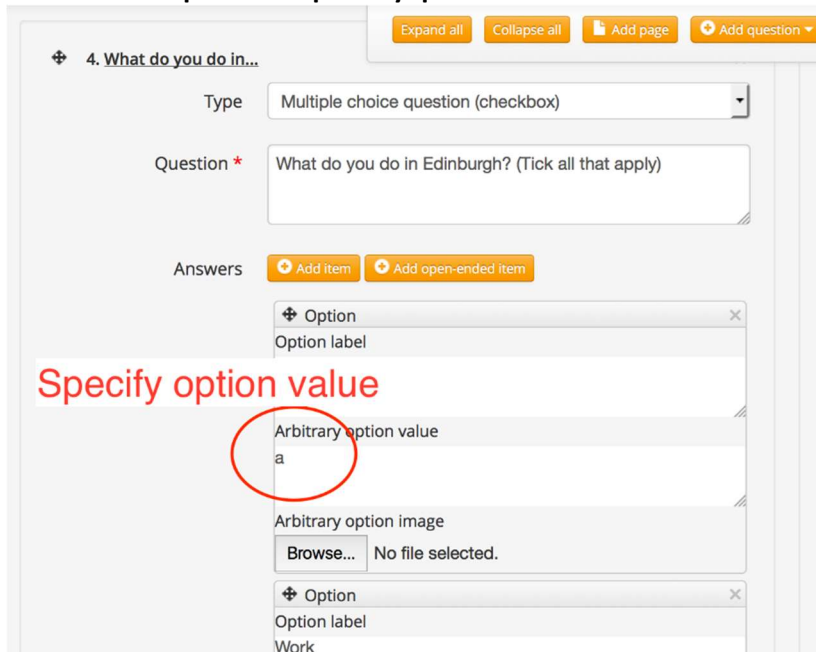 Expand all Collapse all Add page Add question
4. What do you do in...
Type Multiple choice question (checkbox)
Question * What do you do in Edinburgh? (Tick all that apply)
Answers Add item Add open-ended item
Option
Option label
Specify option value
Arbitrary option value
a
Arbitrary option image
Browse... No file selected.
Option
Option label
Work